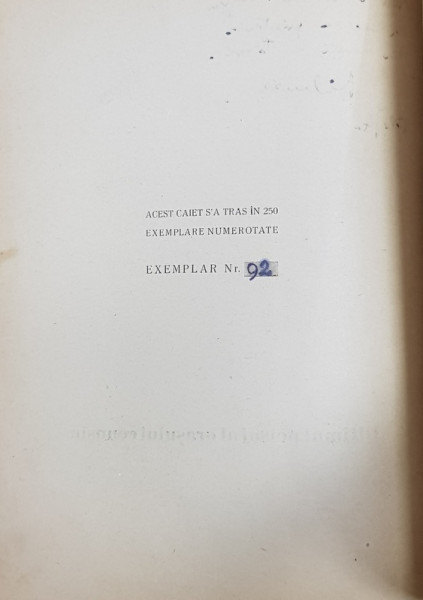 ACEST CAIET S'A TRAS ÎN 250
EXEMPLARE NUMEROTATE
EXEMPLAR Nr. 92